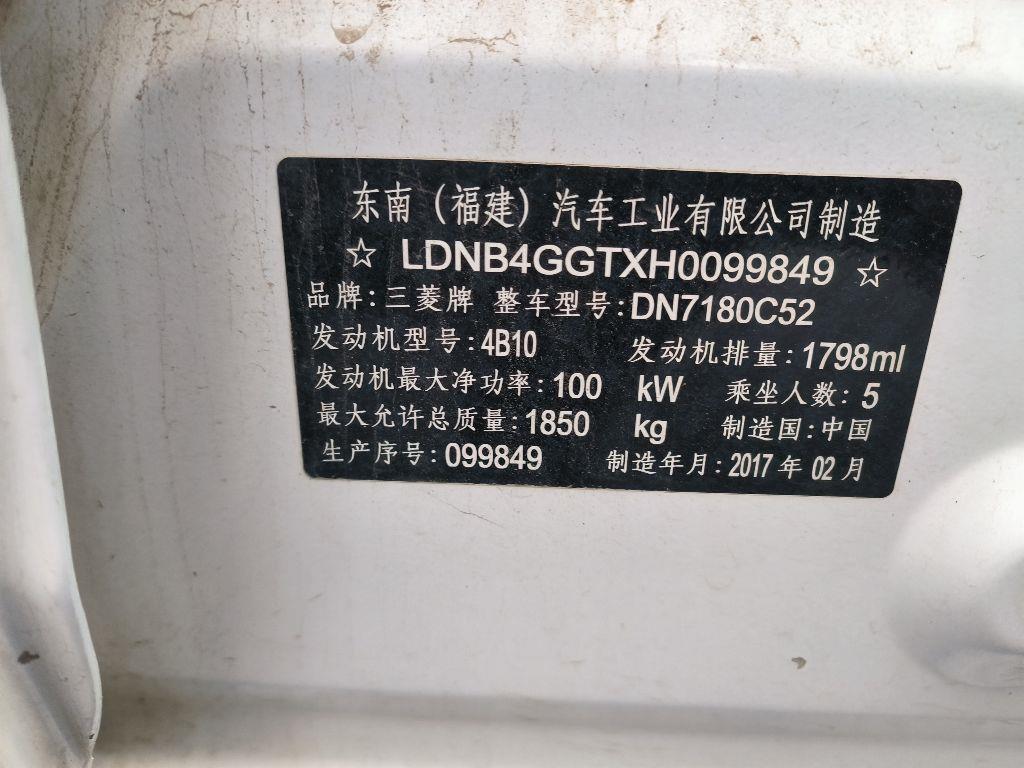 东南（福建）汽车工业有限公司制造
☆ LDNB4GGTXH0099849 ☆
品牌:三菱牌 整车型号:DN7180C52
发动机型号:4B10 发动机排量:1798ml
发动机最大净功率:100 kW 乘坐人数:5
最大允许总质量:1850 kg 制造国:中国
生产序号:099849 制造年月:2017年02月